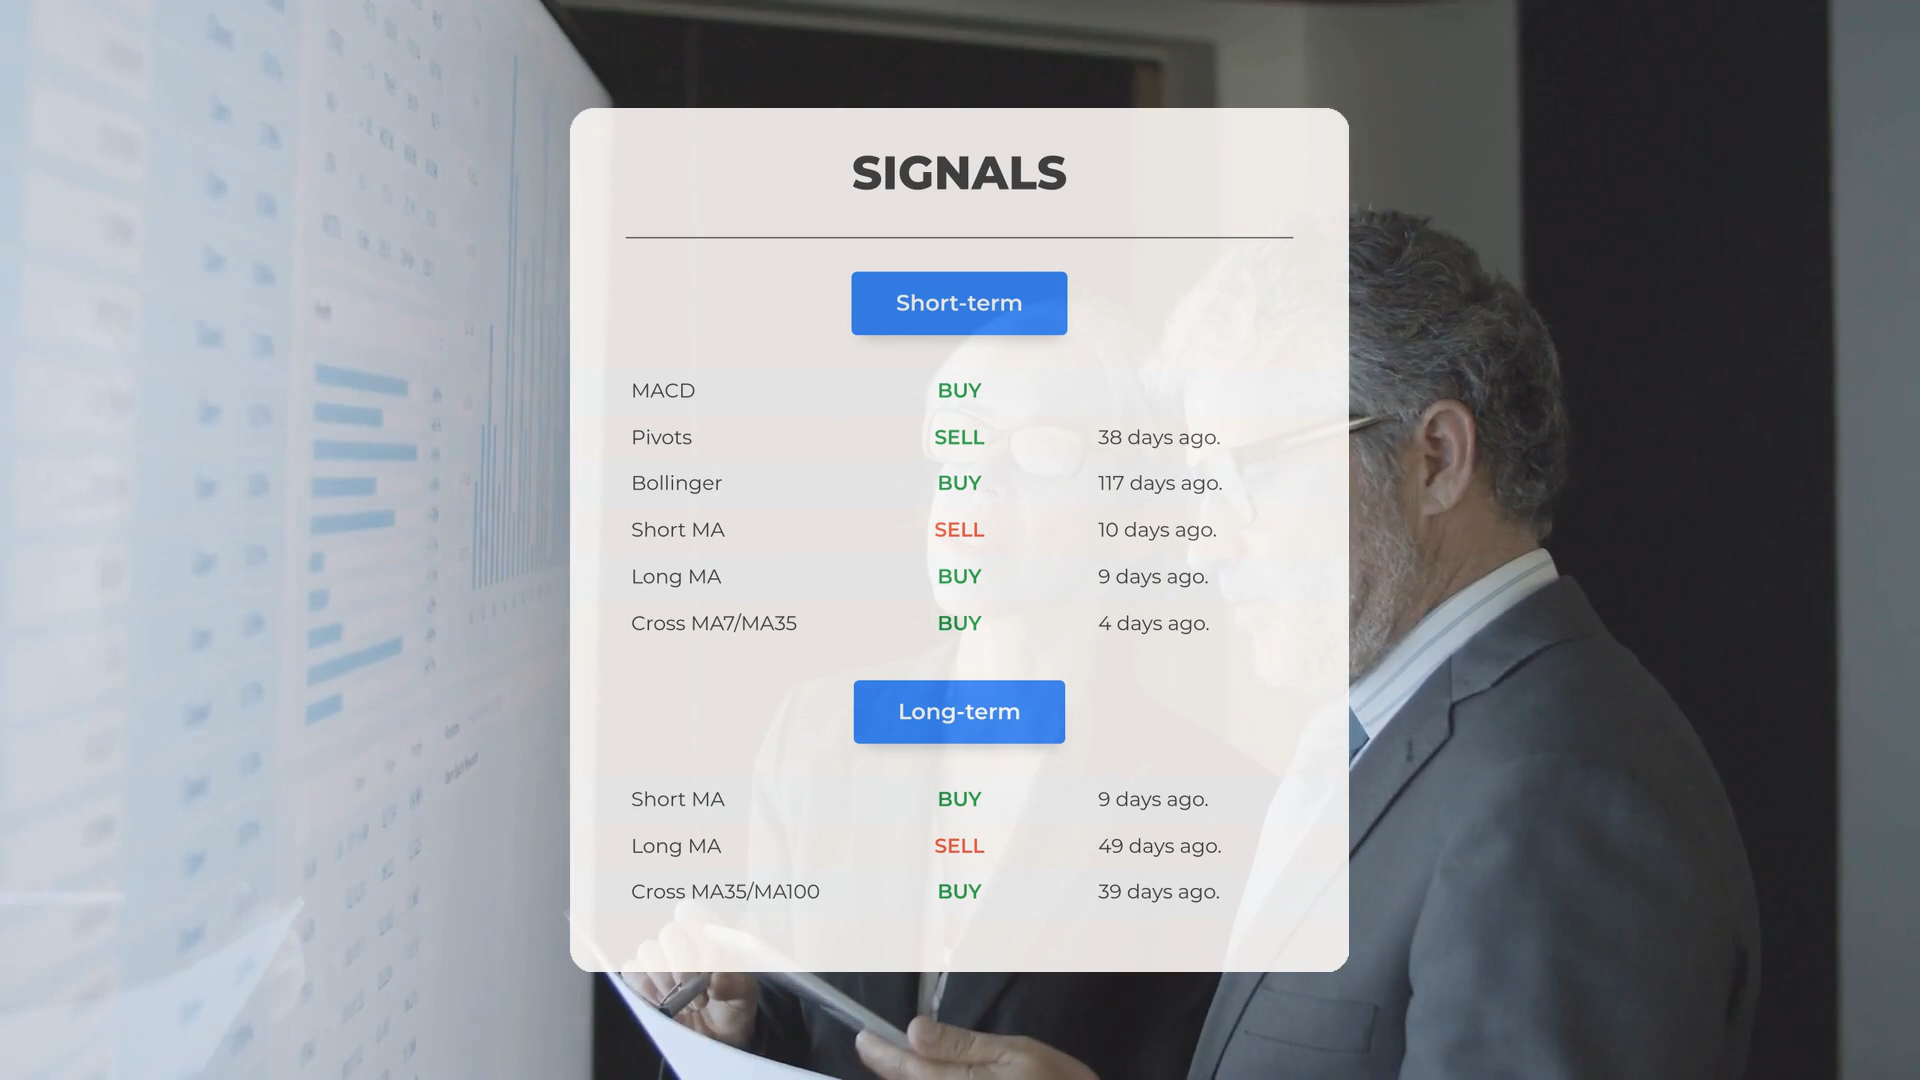 SIGNALS
Short-term
MACD BUY
Pivots SELL 38 days ago.
Bollinger BUY 117 days ago.
Short MA SELL 10 days ago.
Long MA BUY 9 days ago.
Cross MA7/MA35 BUY 4 days ago.
Long-term
Short MA BUY 9 days ago.
Long MA SELL 49 days ago.
Cross MA35/MA100 BUY 39 days ago.